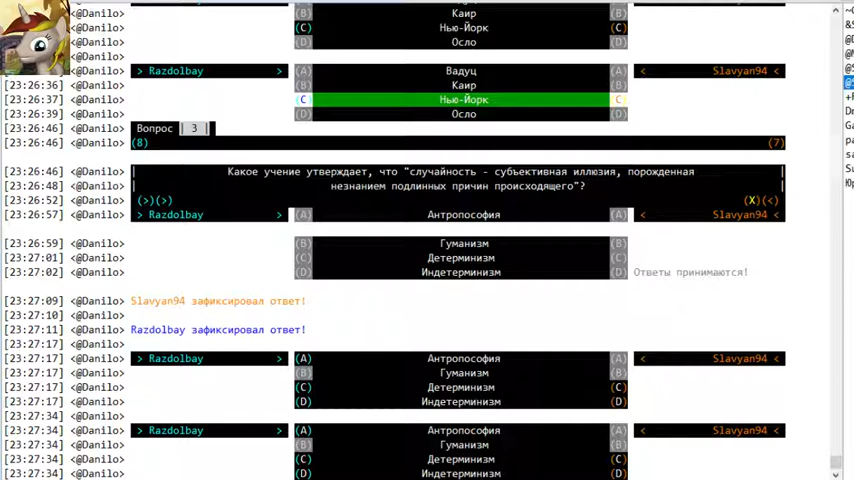 <@Danilo> (B) Каир (B)
<@Danilo> (C) Нью-Йорк (C)
<@Danilo> (D) Осло (D)
<@Danilo> > Razdolbay > (A) Вадуц (A) < Slavyan94 <
[23:26:36] <@Danilo> (B) Каир (B)
[23:26:37] <@Danilo> (C) Нью-Йорк (C)
[23:26:39] <@Danilo> (D) Осло (D)
[23:26:46] <@Danilo> Вопрос | 3 |
[23:26:46] <@Danilo> (8) (7)
[23:26:46] <@Danilo> | Какое учение утверждает, что "случайность - субъективная иллюзия, порожденная |
[23:26:48] <@Danilo> | незнанием подлинных причин происходящего"? |
[23:26:52] <@Danilo> (>)(>) (X)(<)
[23:26:57] <@Danilo> > Razdolbay > (A) Антропософия (A) < Slavyan94 <
[23:26:59] <@Danilo> (B) Гуманизм (B)
[23:27:01] <@Danilo> (C) Детерминизм (C)
[23:27:02] <@Danilo> (D) Индетерминизм (D) Ответы принимаются!
[23:27:09] <@Danilo> Slavyan94 зафиксировал ответ!
[23:27:10] <@Danilo>
[23:27:11] <@Danilo> Razdolbay зафиксировал ответ!
[23:27:17] <@Danilo>
[23:27:17] <@Danilo> > Razdolbay > (A) Антропософия (A) < Slavyan94 <
[23:27:17] <@Danilo> (B) Гуманизм (B)
[23:27:17] <@Danilo> (C) Детерминизм (C)
[23:27:17] <@Danilo> (D) Индетерминизм (D)
[23:27:34] <@Danilo>
[23:27:34] <@Danilo> > Razdolbay > (A) Антропософия (A) < Slavyan94 <
[23:27:34] <@Danilo> (B) Гуманизм (B)
[23:27:34] <@Danilo> (C) Детерминизм (C)
[23:27:34] <@Danilo> (D) Индетерминизм (D)